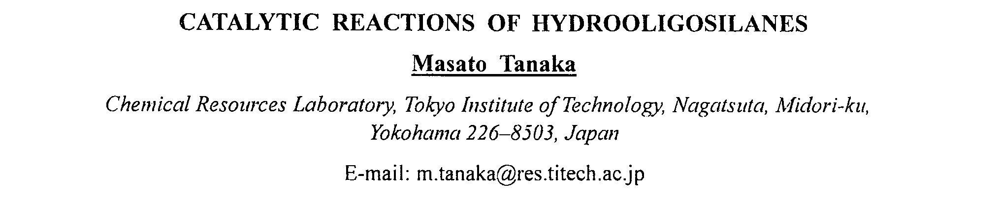 CATALYTIC REACTIONS OF HYDROOLIGOSILANES
Masato Tanaka
Chemical Resources Laboratory, Tokyo Institute of Technology, Nagatsuta, Midori-ku,
Yokohama 226–8503, Japan
E-mail: m.tanaka@res.titech.ac.jp